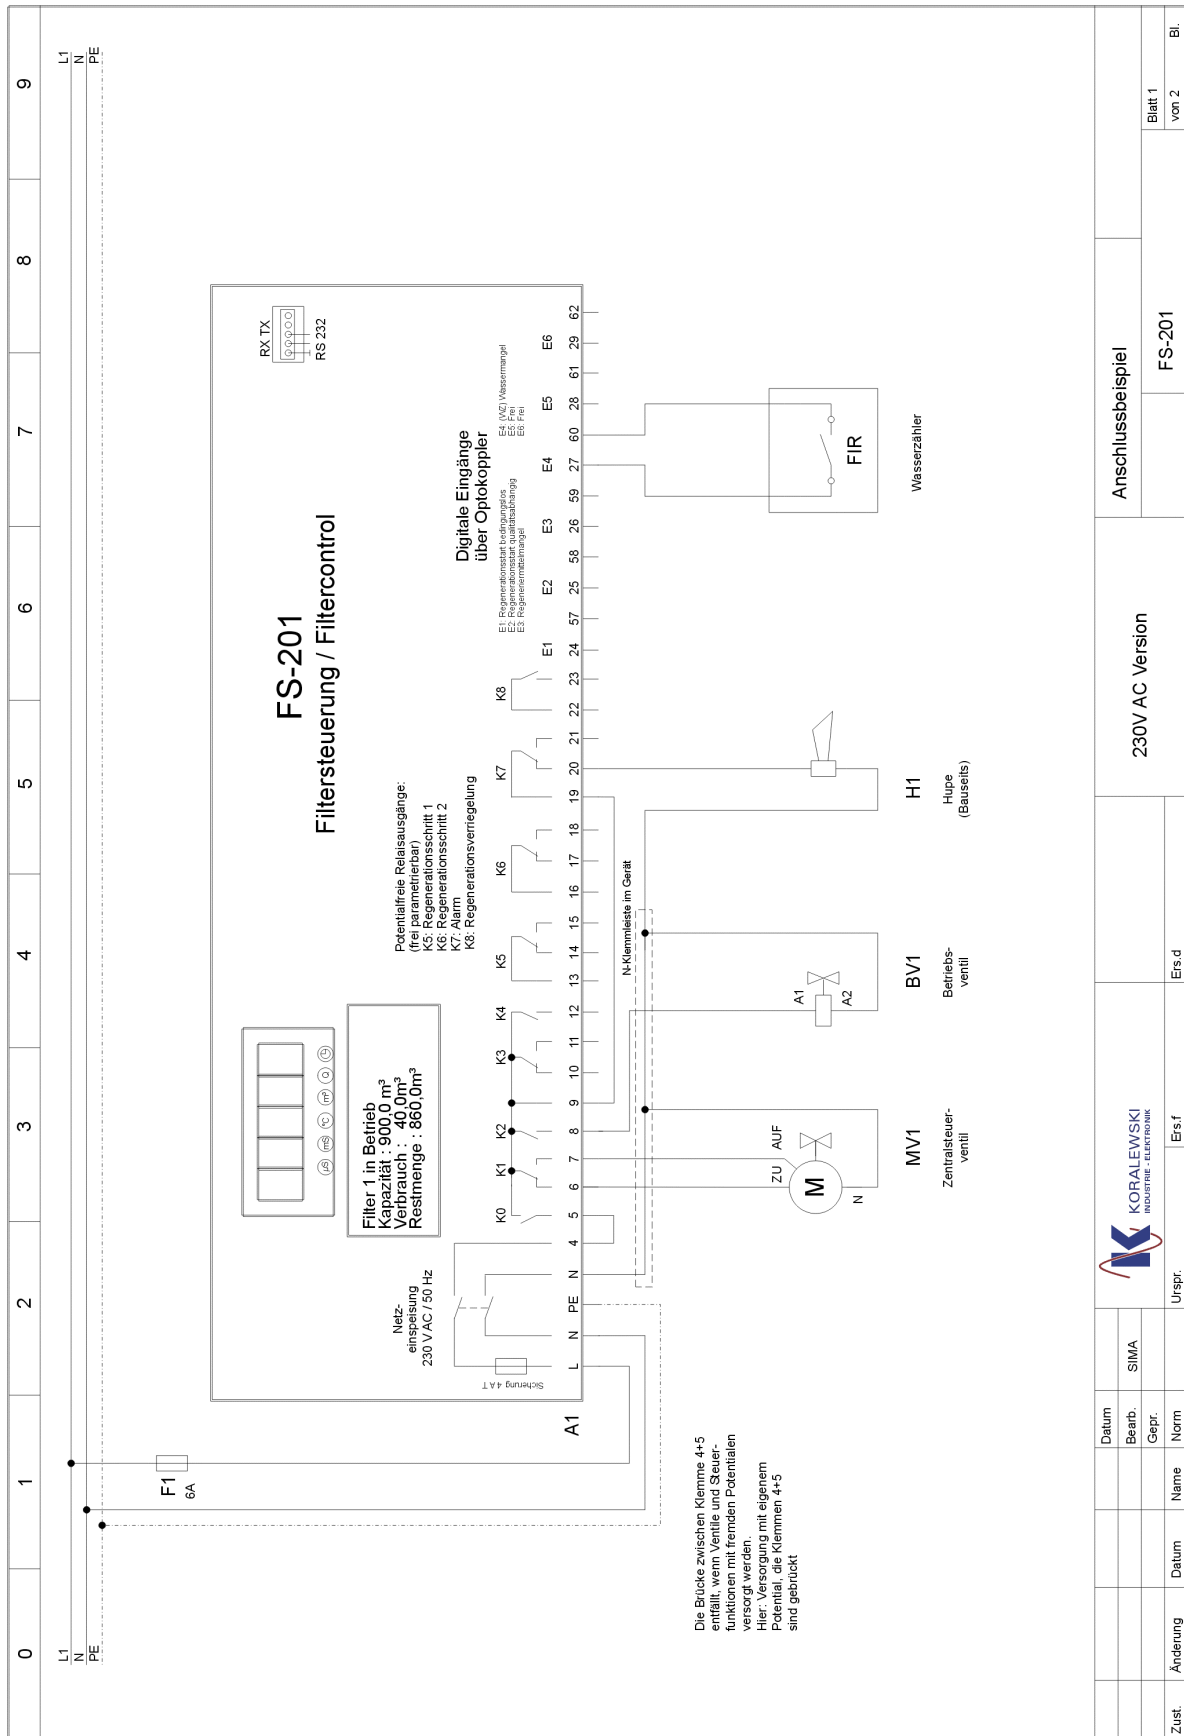 0 1 2 3 4 5 6 7 8 9
L1
N
PE
L1
N
PE
F1
6A
A1
FS-201
Filtersteuerung / Filtercontrol
RX TX
RS 232
µS mS °C m³ Q
Filter 1 in Betrieb
Kapazität : 900,0 m³
Verbrauch : 40,0m³
Restmenge : 860,0m³
Netz-
einspeisung
230 V AC / 50 Hz
Sicherung 4 A T
Potentialfreie Relaisausgänge:
(frei parametrierbar)
K5: Regenerationsschritt 1
K6: Regenerationsschritt 2
K7: Alarm
K8: Regenerationsverriegelung
Digitale Eingänge
über Optokoppler
E1: Regenerationsstart bedingungslos
E2: Regenerationsstart qualitätsabhängig
E3: Regeneriermittelmangel
E4: (WZ) Wassermangel
E5: Frei
E6: Frei
K0 K1 K2 K3 K4 K5 K6 K7 K8
E1 E2 E3 E4 E5 E6
L N PE N 4 5 6 7 8 9 10 11 12 13 14 15 16 17 18 19 20 21 22 23 24 57 25 58 26 59 27 60 28 61 29 62
N-Klemmleiste im Gerät
ZU AUF
M
N
A1
A2
FIR
MV1
Zentralsteuer-
ventil
BV1
Betriebs-
ventil
H1
Hupe
(Bauseits)
Wasserzähler
Die Brücke zwischen Klemme 4+5
entfällt, wenn Ventile und Steuer-
funktionen mit fremden Potentialen
versorgt werden.
Hier: Versorgung mit eigenem
Potential, die Klemmen 4+5
sind gebrückt
Datum
Bearb. SIMA
Gepr.
Zust. Änderung Datum Name Norm Urspr. Ers.f Ers.d
K KORALEWSKI
INDUSTRIE - ELEKTRONIK
230V AC Version
Anschlussbeispiel
FS-201
Blatt 1
von 2 Bl.